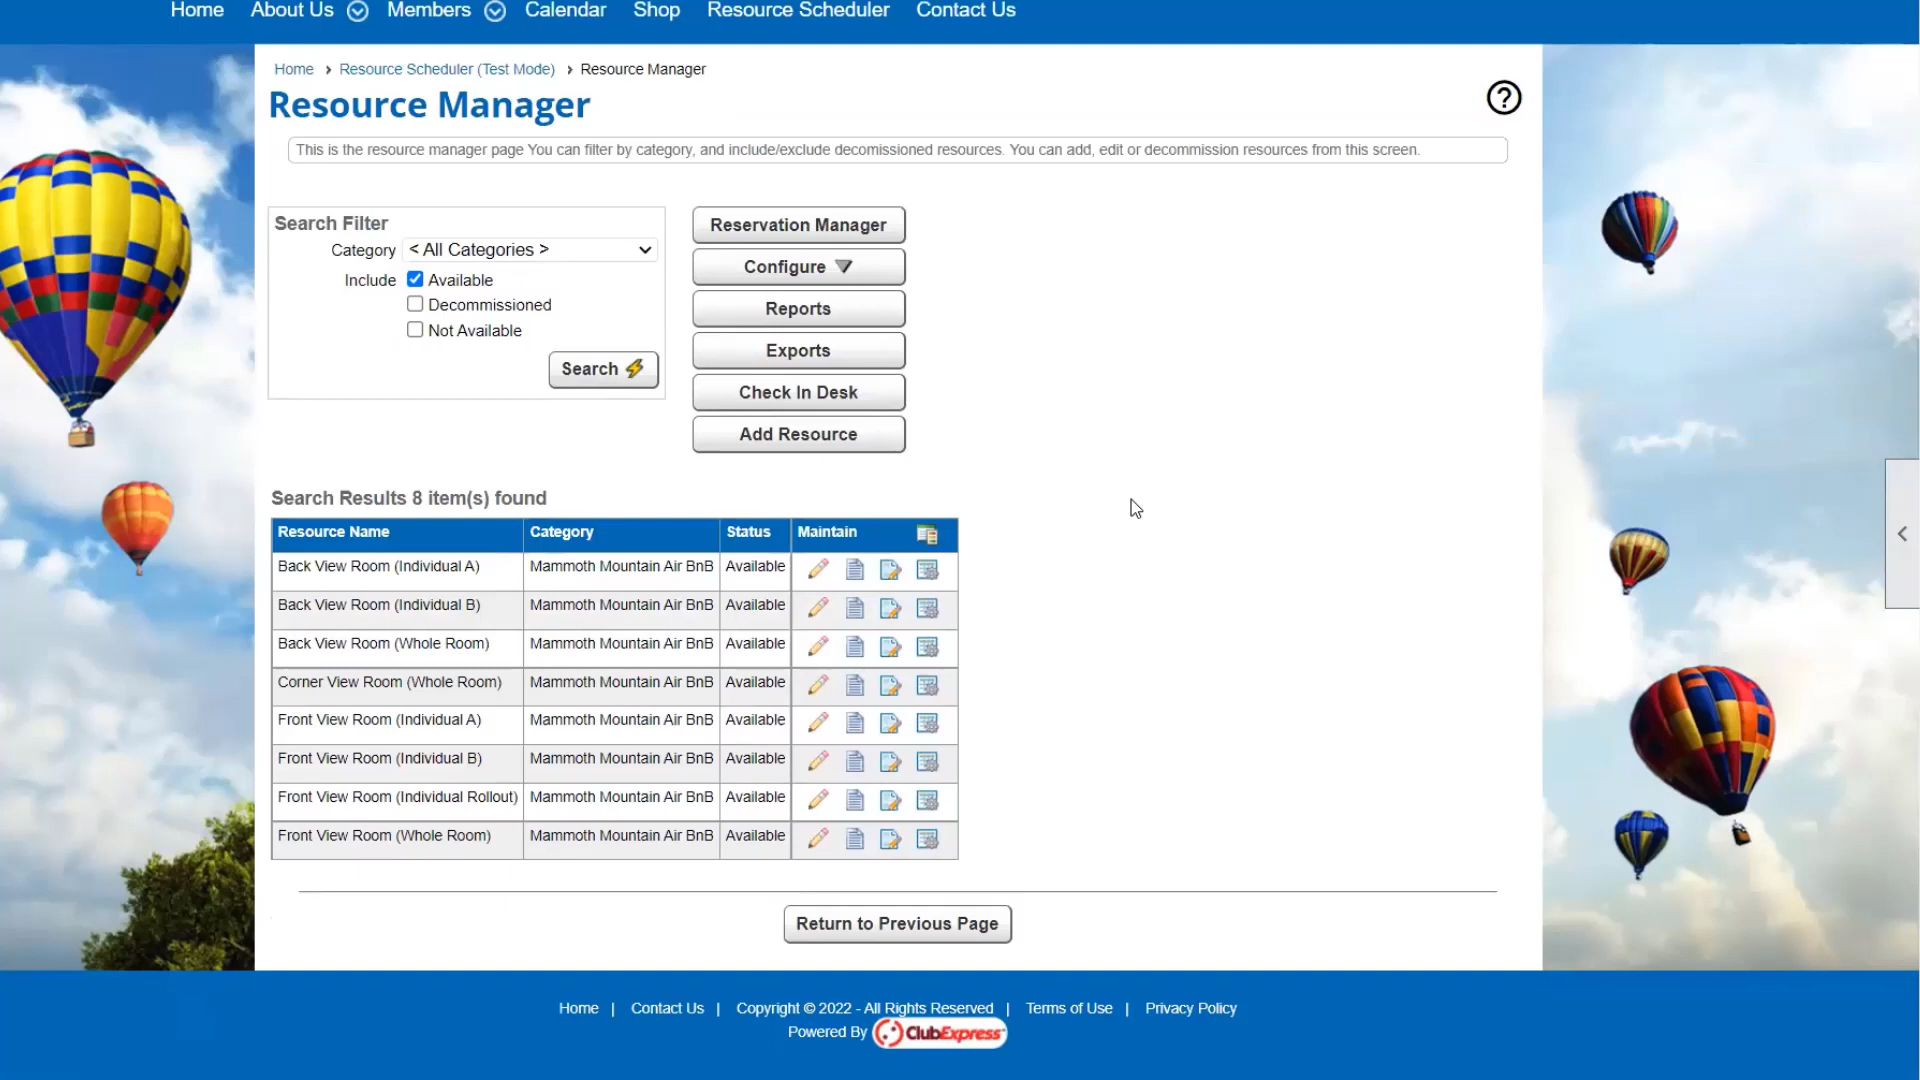 Home About Us Members Calendar Shop Resource Scheduler Contact Us
Home › Resource Scheduler (Test Mode) › Resource Manager
Resource Manager
?
This is the resource manager page You can filter by category, and include/exclude decomissioned resources. You can add, edit or decommission resources from this screen.
Search Filter
Category < All Categories >
Include Available
Decommissioned
Not Available
Search
Reservation Manager
Configure
Reports
Exports
Check In Desk
Add Resource
Search Results 8 item(s) found
Resource Name Category Status Maintain
Back View Room (Individual A) Mammoth Mountain Air BnB Available
Back View Room (Individual B) Mammoth Mountain Air BnB Available
Back View Room (Whole Room) Mammoth Mountain Air BnB Available
Corner View Room (Whole Room) Mammoth Mountain Air BnB Available
Front View Room (Individual A) Mammoth Mountain Air BnB Available
Front View Room (Individual B) Mammoth Mountain Air BnB Available
Front View Room (Individual Rollout) Mammoth Mountain Air BnB Available
Front View Room (Whole Room) Mammoth Mountain Air BnB Available
Return to Previous Page
Home | Contact Us | Copyright © 2022 - All Rights Reserved | Terms of Use | Privacy Policy
Powered By ClubExpress